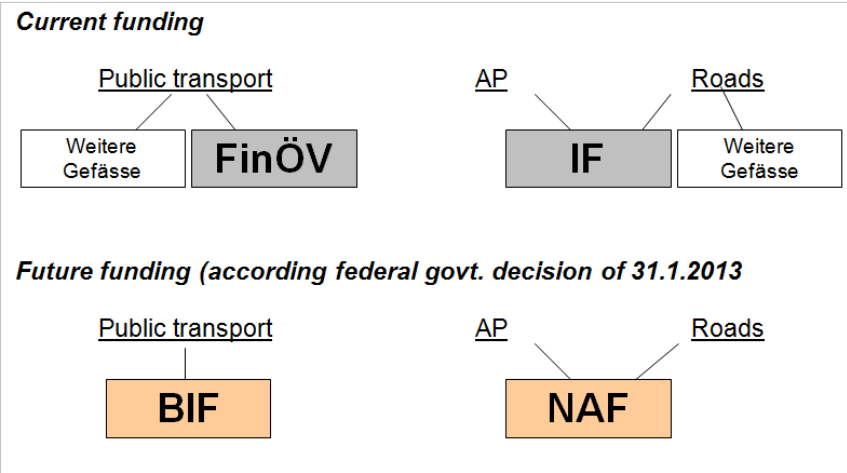 Current funding
Public transport
AP
Roads
Weitere
Gefässe
FinÖV
IF
Weitere
Gefässe
Future funding (according federal govt. decision of 31.1.2013
Public transport
AP
Roads
BIF
NAF